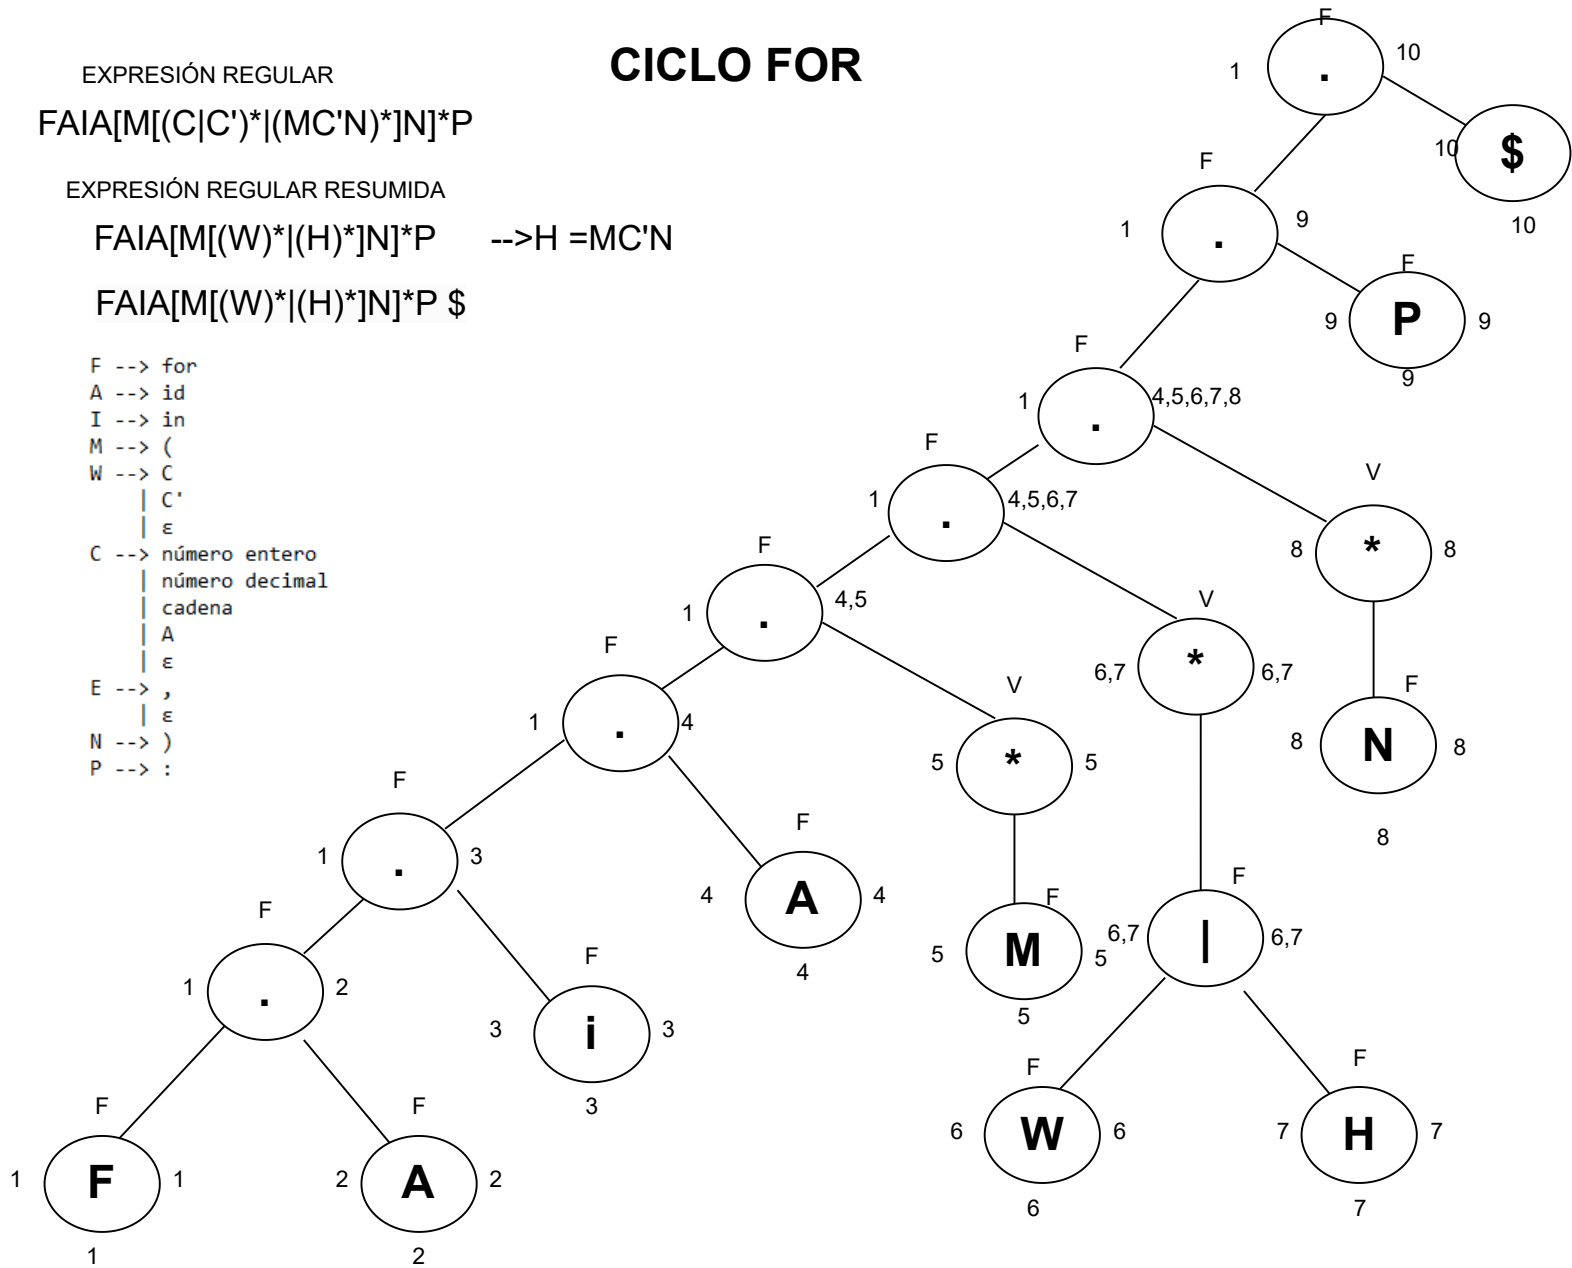 CICLO FOR
EXPRESIÓN REGULAR
FAIA[M[(C|C')*|(MC'N)*]N]*P
EXPRESIÓN REGULAR RESUMIDA
FAIA[M[(W)*|(H)*]N]*P -->H =MC'N
FAIA[M[(W)*|(H)*]N]*P $
F --> for
A --> id
I --> in
M --> (
W --> C
| C'
| ε
C --> número entero
| número decimal
| cadena
| A
| ε
E --> ,
| ε
N --> )
P --> :
F
1 . 10
10 $
10
F
1 . 9
F
9 P 9
9
F
1 . 4,5,6,7,8
V
8 * 8
F
8 N 8
8
F
1 . 4,5,6,7
V
6,7 * 6,7
F
6,7 | 6,7
F
6 W 6
6
F
7 H 7
7
F
1 . 4,5
V
5 * 5
F
5 M 5
5
F
1 . 4
F
4 A 4
4
F
1 . 3
F
3 i 3
3
F
1 . 2
F
1 F 1
1
F
2 A 2
2